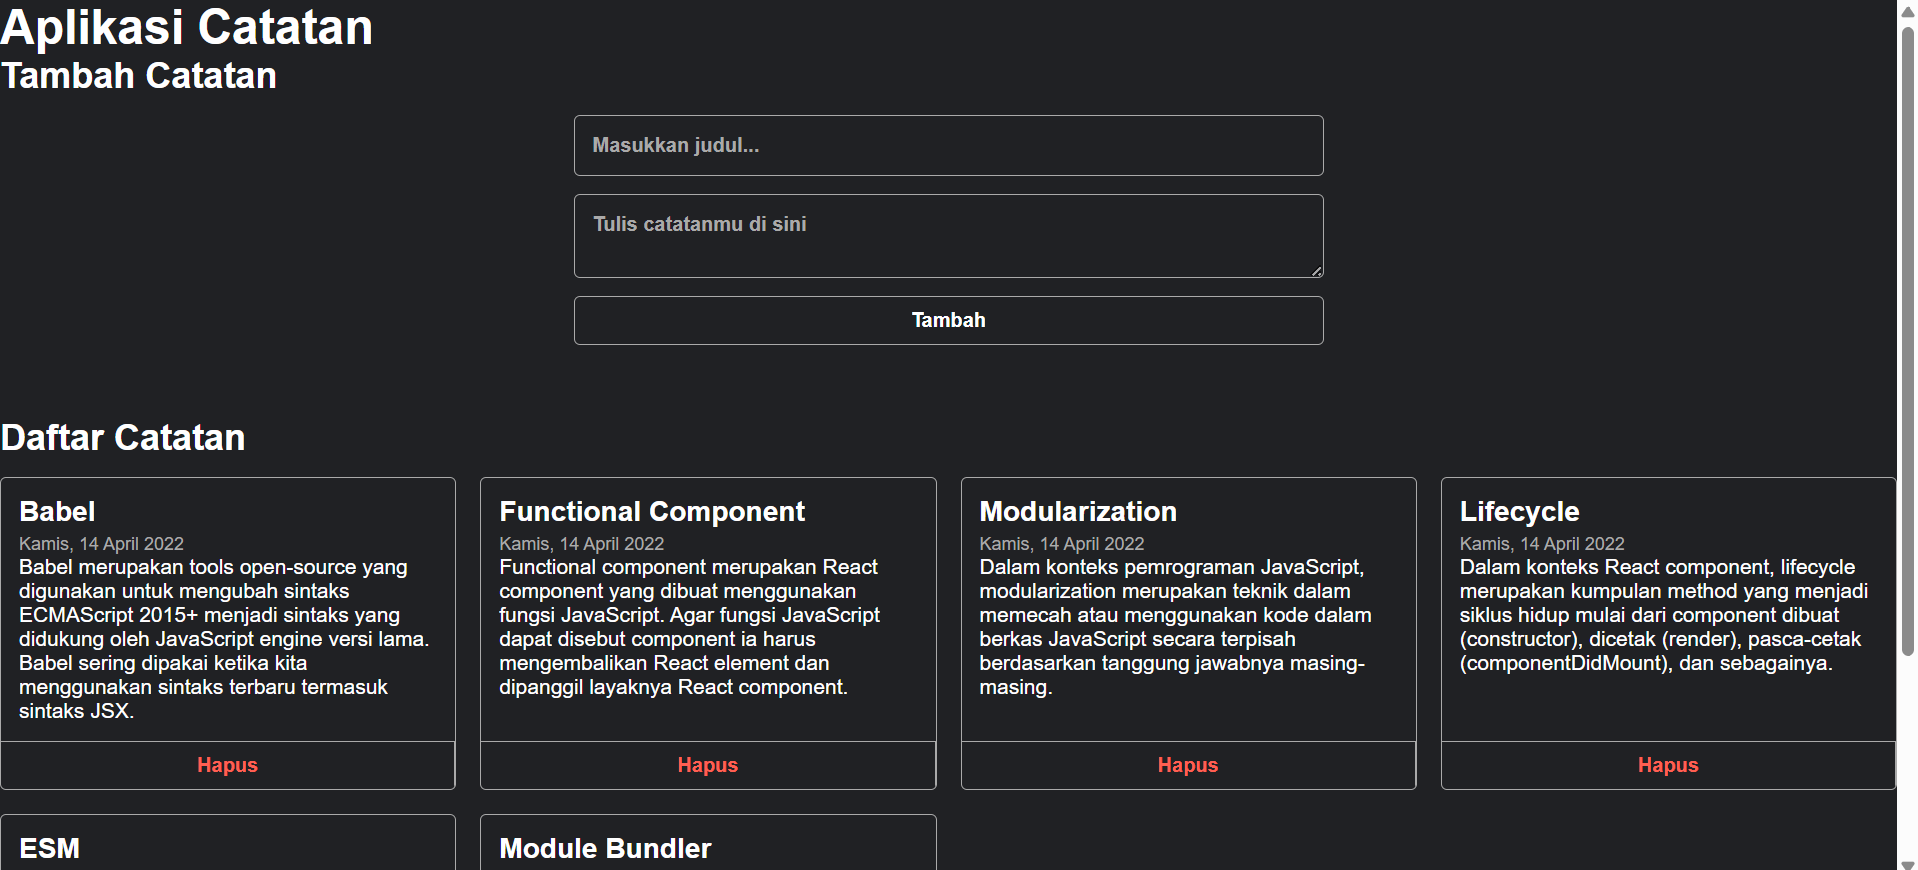 Aplikasi Catatan
Tambah Catatan
Masukkan judul...
Tulis catatanmu di sini
Tambah
Daftar Catatan
Babel
Kamis, 14 April 2022
Babel merupakan tools open-source yang
digunakan untuk mengubah sintaks
ECMAScript 2015+ menjadi sintaks yang
didukung oleh JavaScript engine versi lama.
Babel sering dipakai ketika kita
menggunakan sintaks terbaru termasuk
sintaks JSX.
Hapus
Functional Component
Kamis, 14 April 2022
Functional component merupakan React
component yang dibuat menggunakan
fungsi JavaScript. Agar fungsi JavaScript
dapat disebut component ia harus
mengembalikan React element dan
dipanggil layaknya React component.
Hapus
Modularization
Kamis, 14 April 2022
Dalam konteks pemrograman JavaScript,
modularization merupakan teknik dalam
memecah atau menggunakan kode dalam
berkas JavaScript secara terpisah
berdasarkan tanggung jawabnya masing-
masing.
Hapus
Lifecycle
Kamis, 14 April 2022
Dalam konteks React component, lifecycle
merupakan kumpulan method yang menjadi
siklus hidup mulai dari component dibuat
(constructor), dicetak (render), pasca-cetak
(componentDidMount), dan sebagainya.
Hapus
ESM
Module Bundler